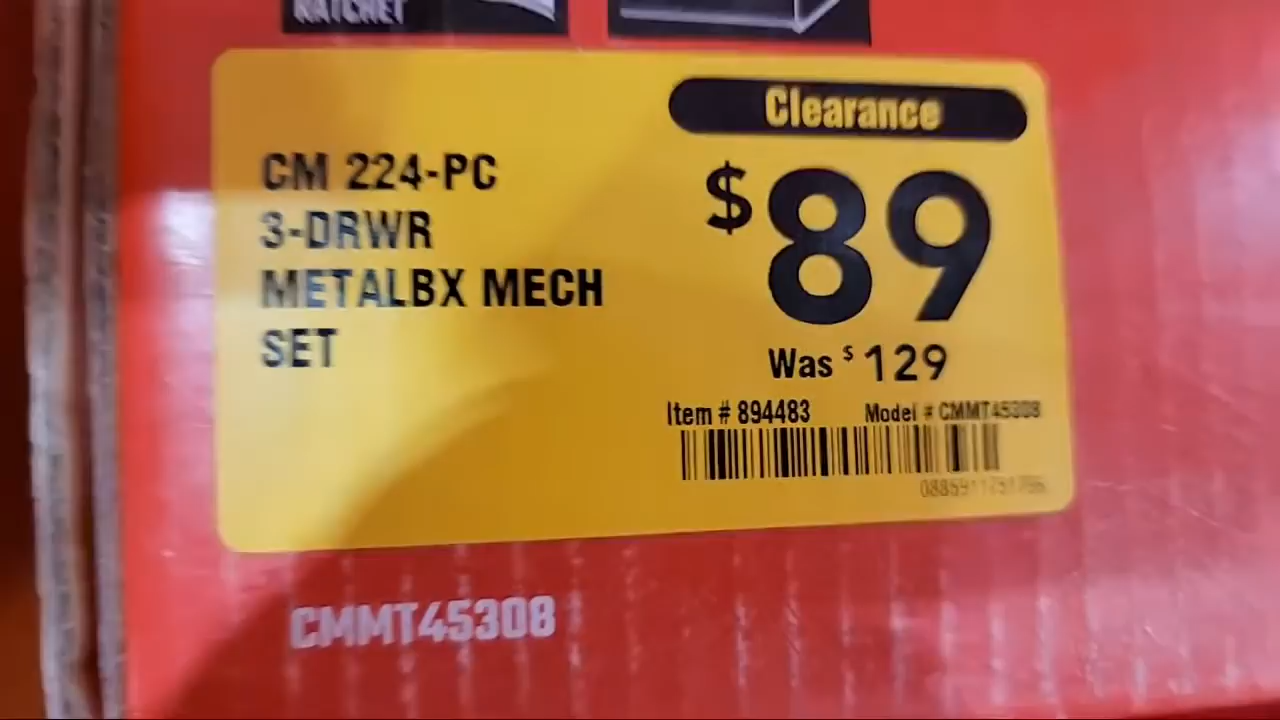 RATCHET
Clearance
CM 224-PC
3-DRWR
METALBX MECH
SET
$89
Was $129
Item # 894483 Model # CMMT45308
CMMT45308